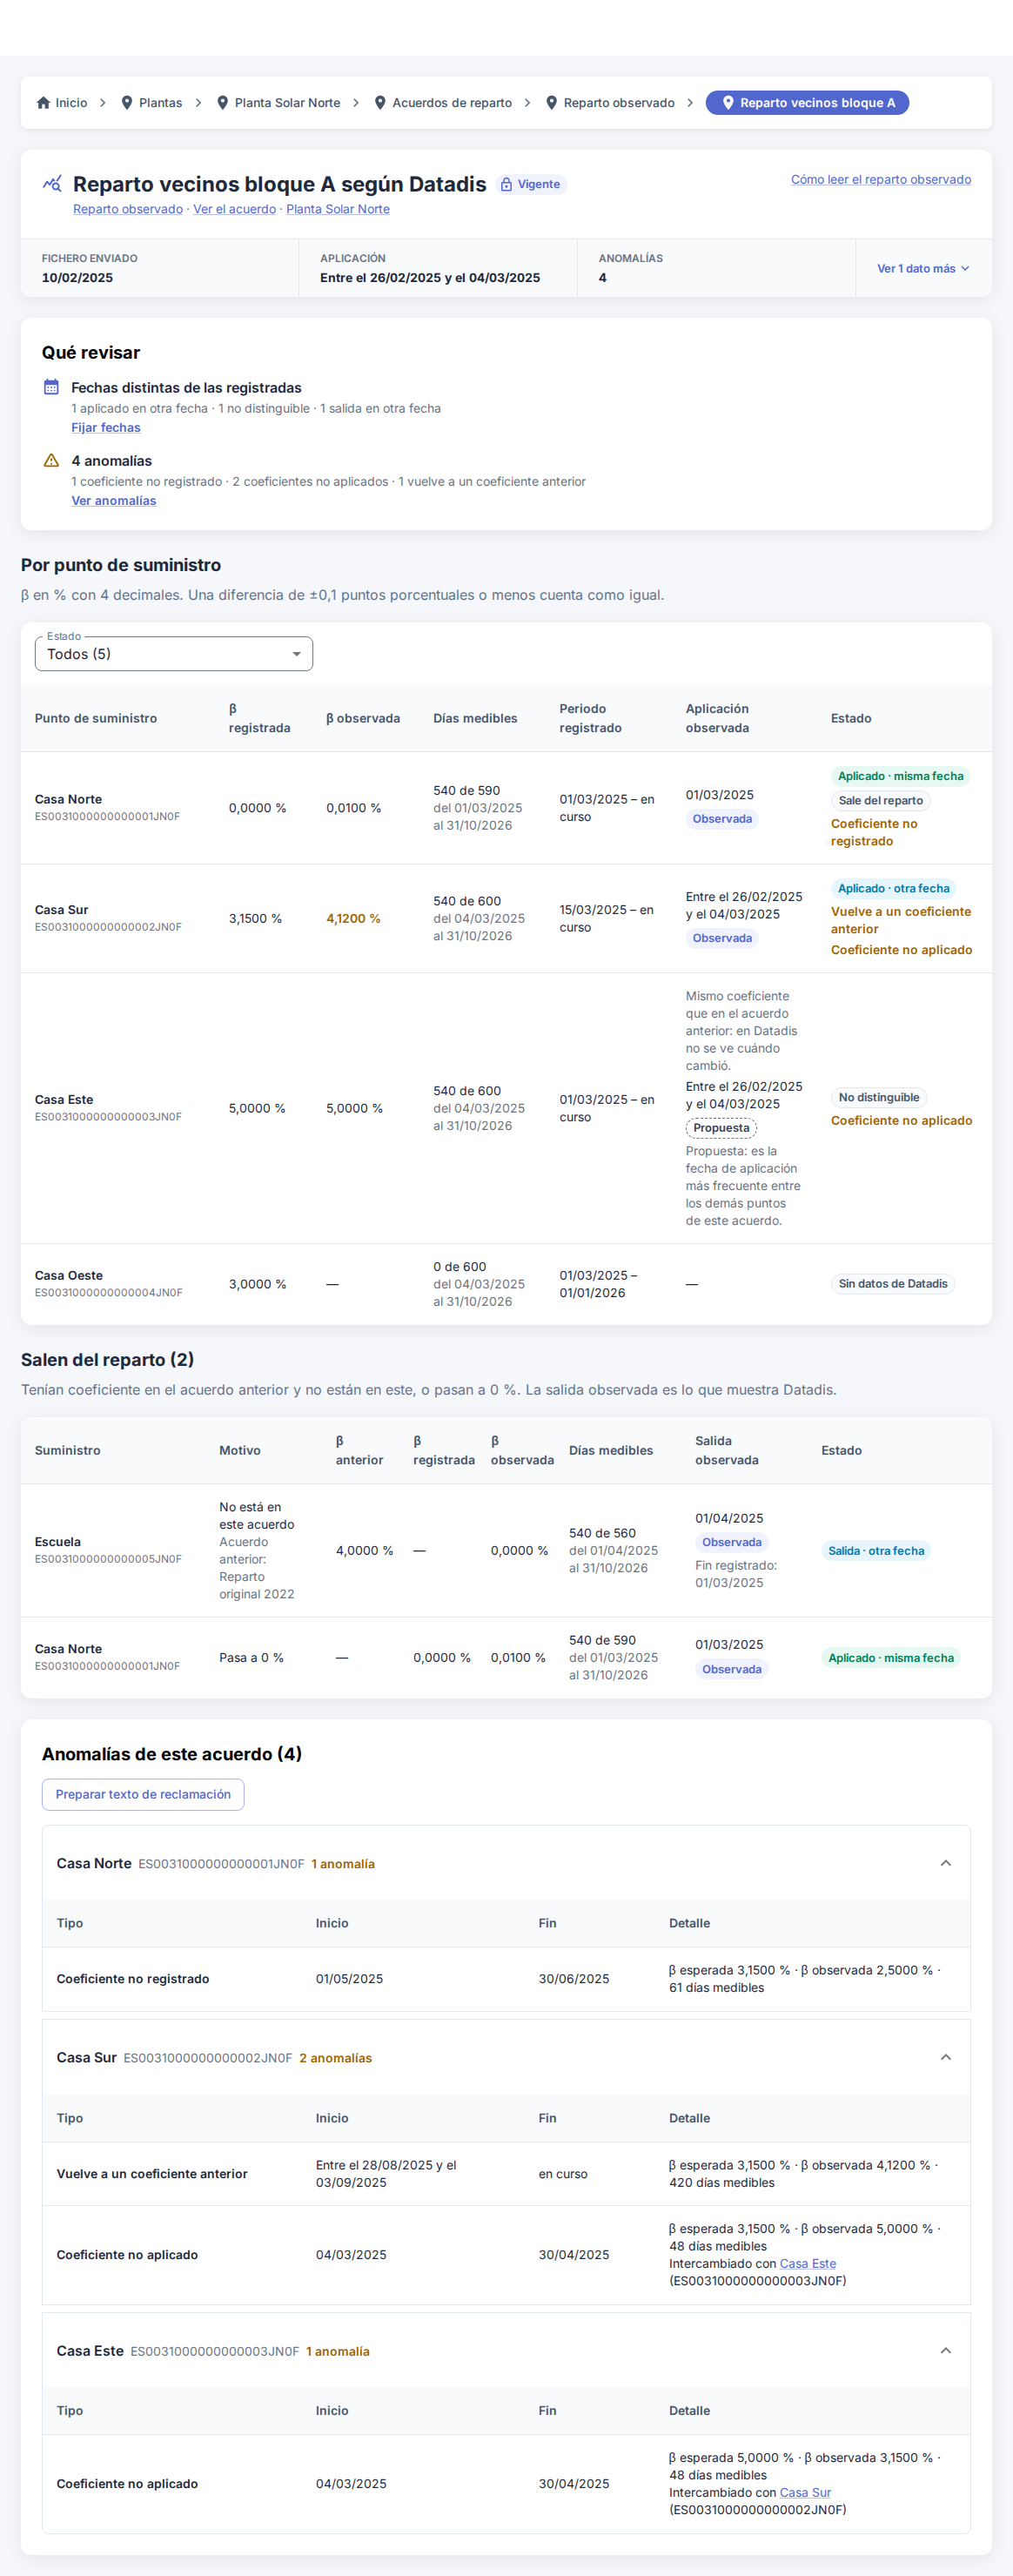 Inicio > Plantas > Planta Solar Norte > Acuerdos de reparto > Reparto observado > Reparto vecinos bloque A
Reparto vecinos bloque A según Datadis Vigente
Cómo leer el reparto observado
Reparto observado · Ver el acuerdo · Planta Solar Norte
FICHERO ENVIADO
10/02/2025
APLICACIÓN
Entre el 26/02/2025 y el 04/03/2025
ANOMALÍAS
4
Ver 1 dato más
Qué revisar
Fechas distintas de las registradas
1 aplicado en otra fecha · 1 no distinguible · 1 salida en otra fecha
Fijar fechas
4 anomalías
1 coeficiente no registrado · 2 coeficientes no aplicados · 1 vuelve a un coeficiente anterior
Ver anomalías
Por punto de suministro
β en % con 4 decimales. Una diferencia de ±0,1 puntos porcentuales o menos cuenta como igual.
Estado
Todos (5)
Punto de suministro
β
registrada
β observada
Días medibles
Periodo
registrado
Aplicación
observada
Estado
Casa Norte
ES0031000000000001JN0F
0,0000 %
0,0100 %
540 de 590
del 01/03/2025
al 31/10/2026
01/03/2025 – en
curso
01/03/2025
Observada
Aplicado · misma fecha
Sale del reparto
Coeficiente no
registrado
Casa Sur
ES0031000000000002JN0F
3,1500 %
4,1200 %
540 de 600
del 04/03/2025
al 31/10/2026
15/03/2025 – en
curso
Entre el 26/02/2025
y el 04/03/2025
Observada
Aplicado · otra fecha
Vuelve a un coeficiente
anterior
Coeficiente no aplicado
Casa Este
ES0031000000000003JN0F
5,0000 %
5,0000 %
540 de 600
del 04/03/2025
al 31/10/2026
01/03/2025 – en
curso
Mismo coeficiente
que en el acuerdo
anterior: en Datadis
no se ve cuándo
cambió.
Entre el 26/02/2025
y el 04/03/2025
Propuesta
Propuesta: es la
fecha de aplicación
más frecuente entre
los demás puntos
de este acuerdo.
No distinguible
Coeficiente no aplicado
Casa Oeste
ES0031000000000004JN0F
3,0000 %
—
0 de 600
del 04/03/2025
al 31/10/2026
01/03/2025 –
01/01/2026
—
Sin datos de Datadis
Salen del reparto (2)
Tenían coeficiente en el acuerdo anterior y no están en este, o pasan a 0 %. La salida observada es lo que muestra Datadis.
Suministro
Motivo
β
anterior
β
registrada
β
observada
Días medibles
Salida
observada
Estado
Escuela
ES0031000000000005JN0F
No está en
este acuerdo
Acuerdo
anterior:
Reparto
original 2022
4,0000 %
—
0,0000 %
540 de 560
del 01/04/2025
al 31/10/2026
01/04/2025
Observada
Fin registrado:
01/03/2025
Salida · otra fecha
Casa Norte
ES0031000000000001JN0F
Pasa a 0 %
—
0,0000 %
0,0100 %
540 de 590
del 01/03/2025
al 31/10/2026
01/03/2025
Observada
Aplicado · misma fecha
Anomalías de este acuerdo (4)
Preparar texto de reclamación
Casa Norte ES0031000000000001JN0F 1 anomalía
Tipo Inicio Fin Detalle
Coeficiente no registrado
01/05/2025
30/06/2025
β esperada 3,1500 % · β observada 2,5000 % ·
61 días medibles
Casa Sur ES0031000000000002JN0F 2 anomalías
Tipo Inicio Fin Detalle
Vuelve a un coeficiente anterior
Entre el 28/08/2025 y el
03/09/2025
en curso
β esperada 3,1500 % · β observada 4,1200 % ·
420 días medibles
Coeficiente no aplicado
04/03/2025
30/04/2025
β esperada 3,1500 % · β observada 5,0000 % ·
48 días medibles
Intercambiado con Casa Este
(ES0031000000000003JN0F)
Casa Este ES0031000000000003JN0F 1 anomalía
Tipo Inicio Fin Detalle
Coeficiente no aplicado
04/03/2025
30/04/2025
β esperada 5,0000 % · β observada 3,1500 % ·
48 días medibles
Intercambiado con Casa Sur
(ES0031000000000002JN0F)